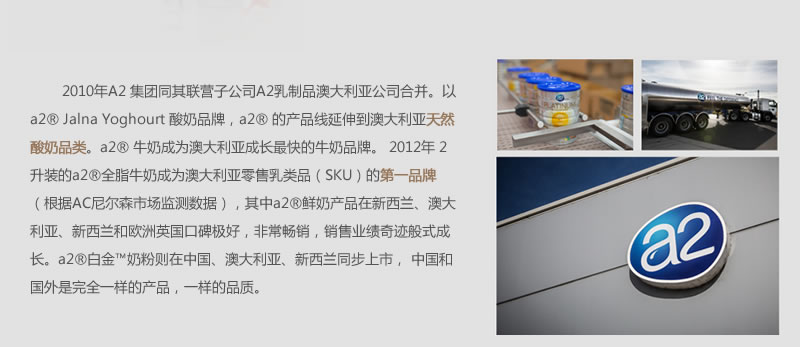 2010年A2 集团同其联营子公司A2乳制品澳大利亚公司合并。以
a2® Jalna Yoghourt 酸奶品牌，a2® 的产品线延伸到澳大利亚天然
酸奶品类。a2® 牛奶成为澳大利亚成长最快的牛奶品牌。 2012年 2
升装的a2®全脂牛奶成为澳大利亚零售乳类品（SKU）的第一品牌
（根据AC尼尔森市场监测数据），其中a2®鲜奶产品在新西兰、澳大
利亚、新西兰和欧洲英国口碑极好，非常畅销，销售业绩奇迹般式成
长。a2®白金™奶粉则在中国、澳大利亚、新西兰同步上市， 中国和
国外是完全一样的产品，一样的品质。
a2